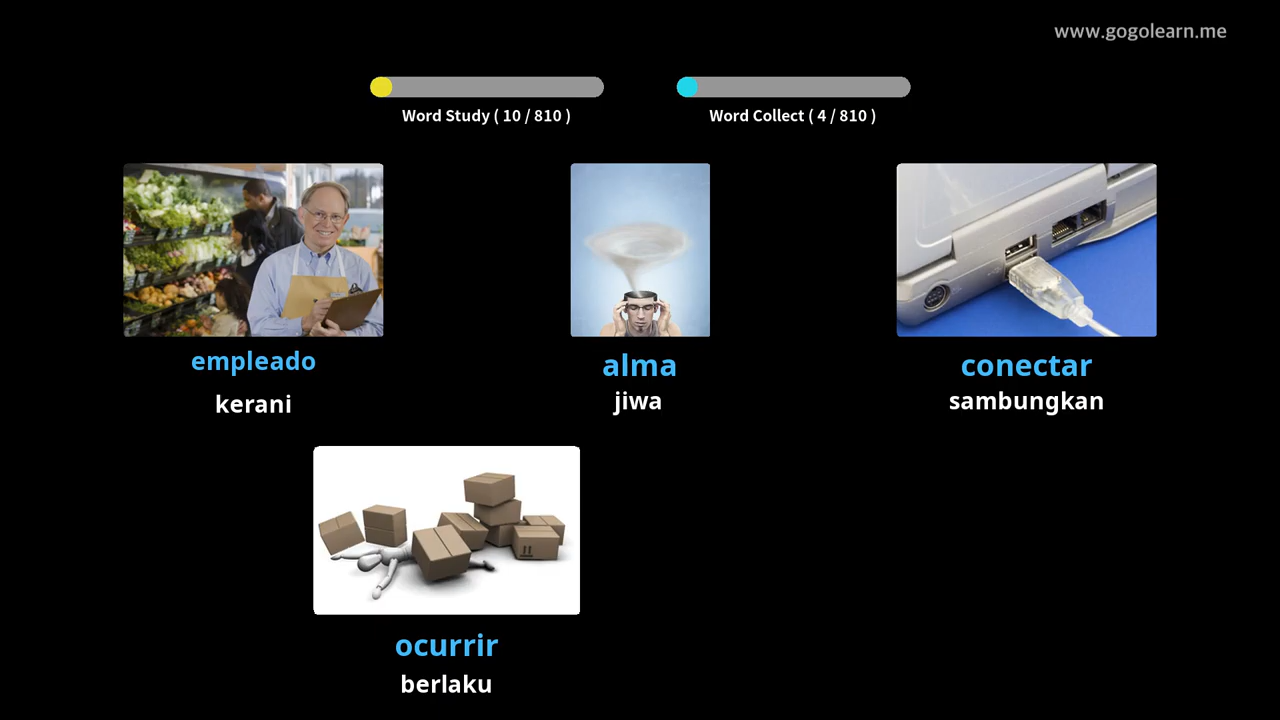 www.gogolearn.me
Word Study ( 10 / 810 )
Word Collect ( 4 / 810 )
empleado
kerani
alma
jiwa
conectar
sambungkan
ocurrir
berlaku